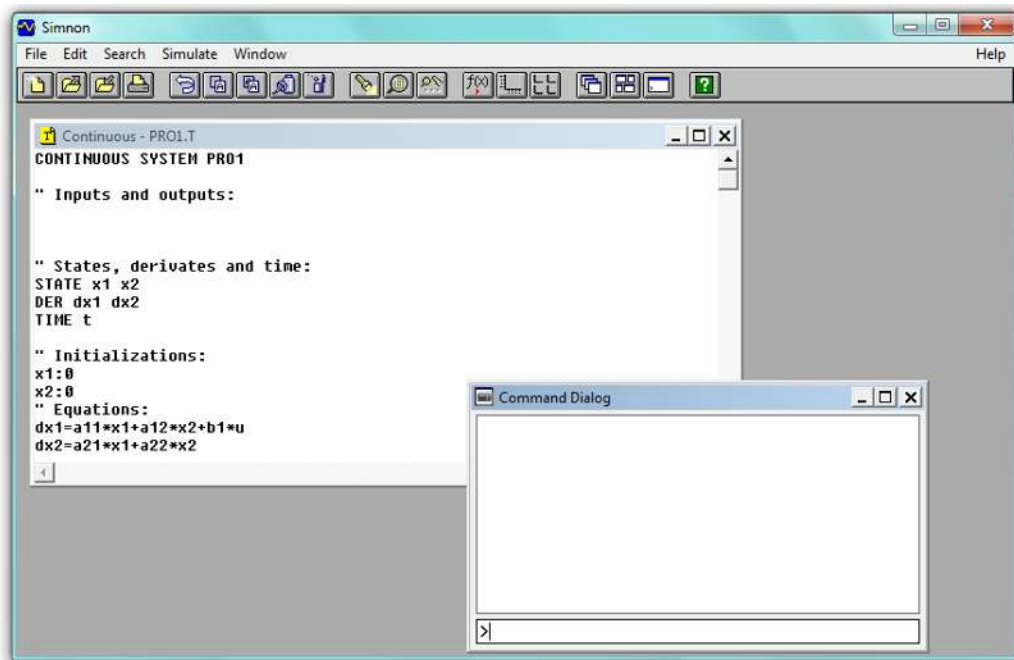 Simnon
File Edit Search Simulate Window Help
f(x)
?
Continuous - PRO1.T
CONTINUOUS SYSTEM PRO1
" Inputs and outputs:
" States, derivates and time:
STATE x1 x2
DER dx1 dx2
TIME t
" Initializations:
x1:0
x2:0
" Equations:
dx1=a11*x1+a12*x2+b1*u
dx2=a21*x1+a22*x2
Command Dialog
>